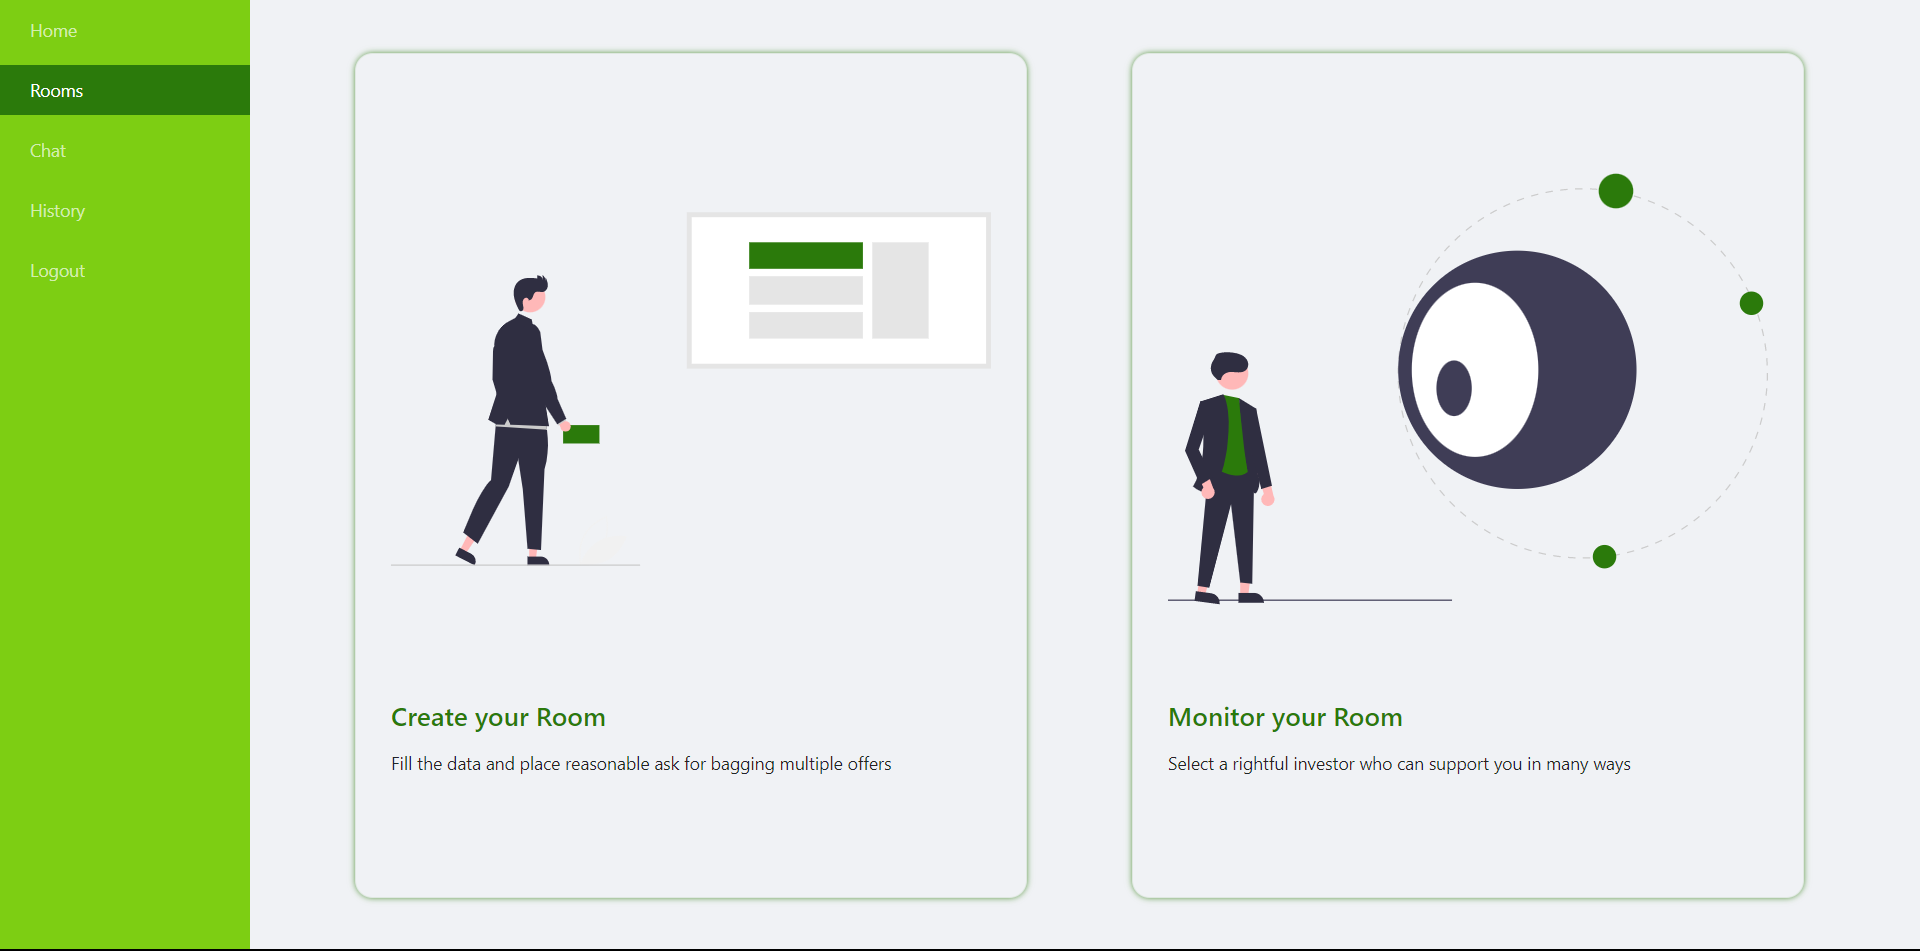 Home
Rooms
Chat
History
Logout
Create your Room
Fill the data and place reasonable ask for bagging multiple offers
Monitor your Room
Select a rightful investor who can support you in many ways